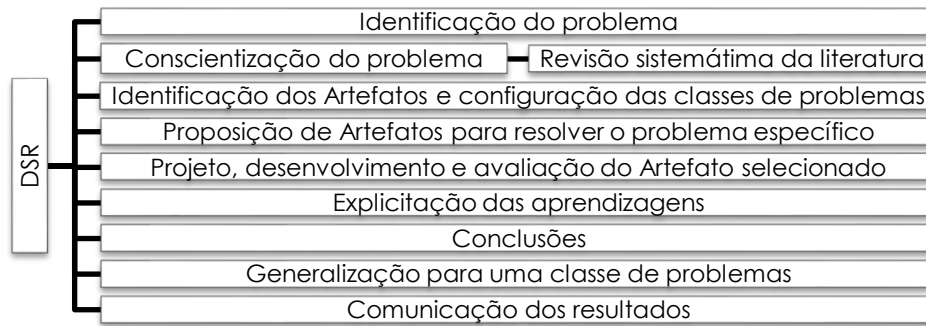 DSR
Identificação do problema
Conscientização do problema
Revisão sistemátima da literatura
Identificação dos Artefatos e configuração das classes de problemas
Proposição de Artefatos para resolver o problema específico
Projeto, desenvolvimento e avaliação do Artefato selecionado
Explicitação das aprendizagens
Conclusões
Generalização para uma classe de problemas
Comunicação dos resultados